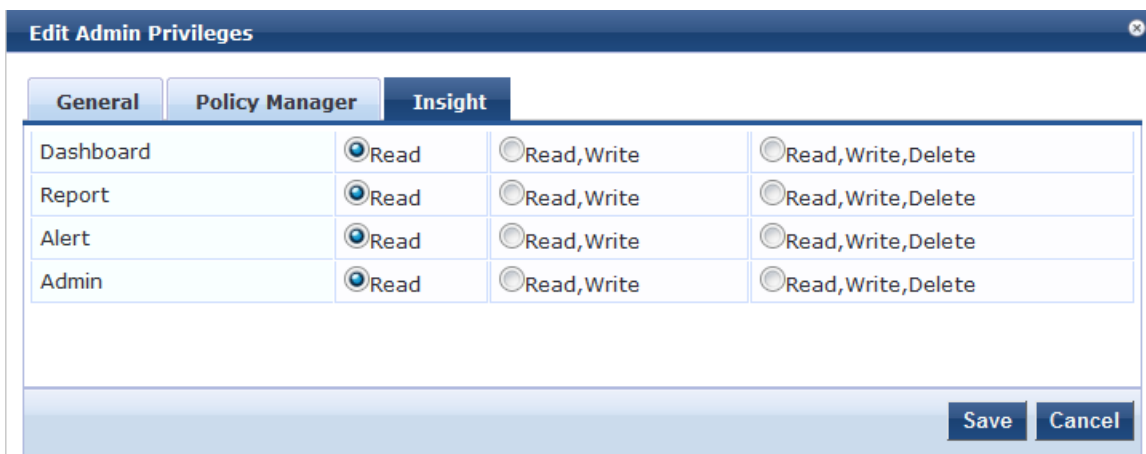 Edit Admin Privileges
General Policy Manager Insight
Dashboard Read Read,Write Read,Write,Delete
Report Read Read,Write Read,Write,Delete
Alert Read Read,Write Read,Write,Delete
Admin Read Read,Write Read,Write,Delete
Save Cancel